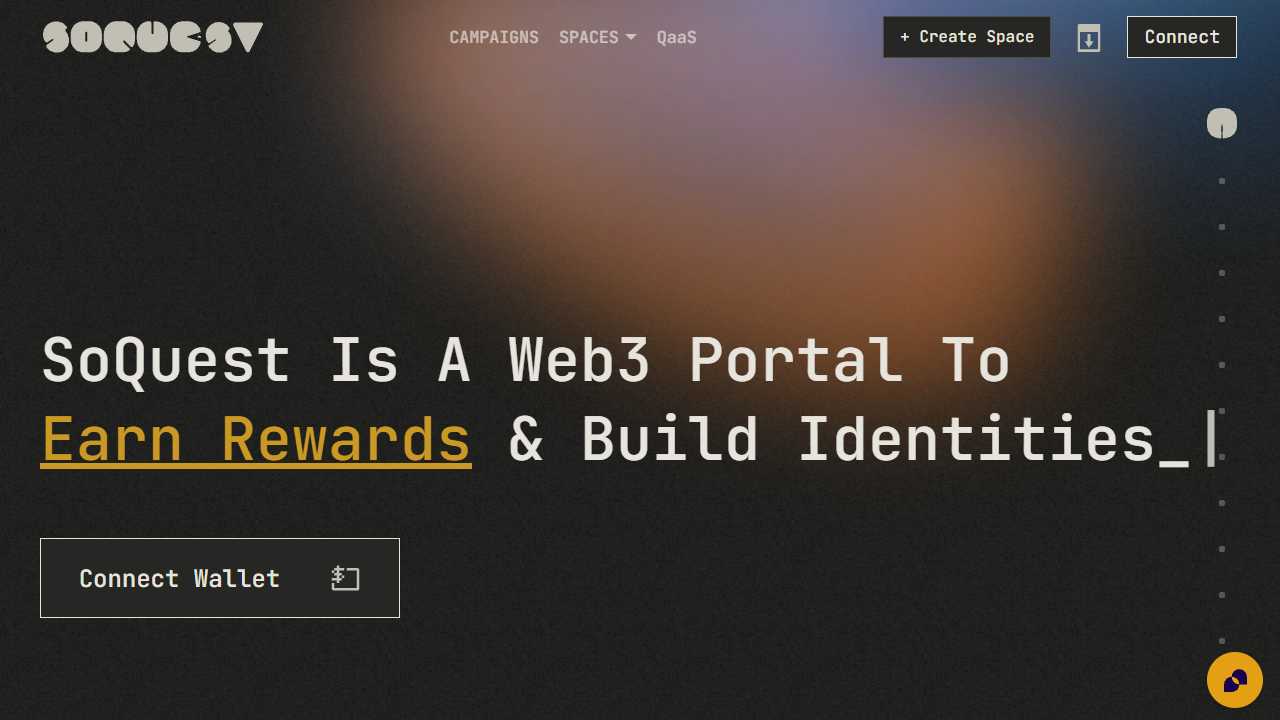 SOQUEST
CAMPAIGNS SPACES QaaS
+ Create Space
Connect
SoQuest Is A Web3 Portal To
Earn Rewards & Build Identities_
Connect Wallet